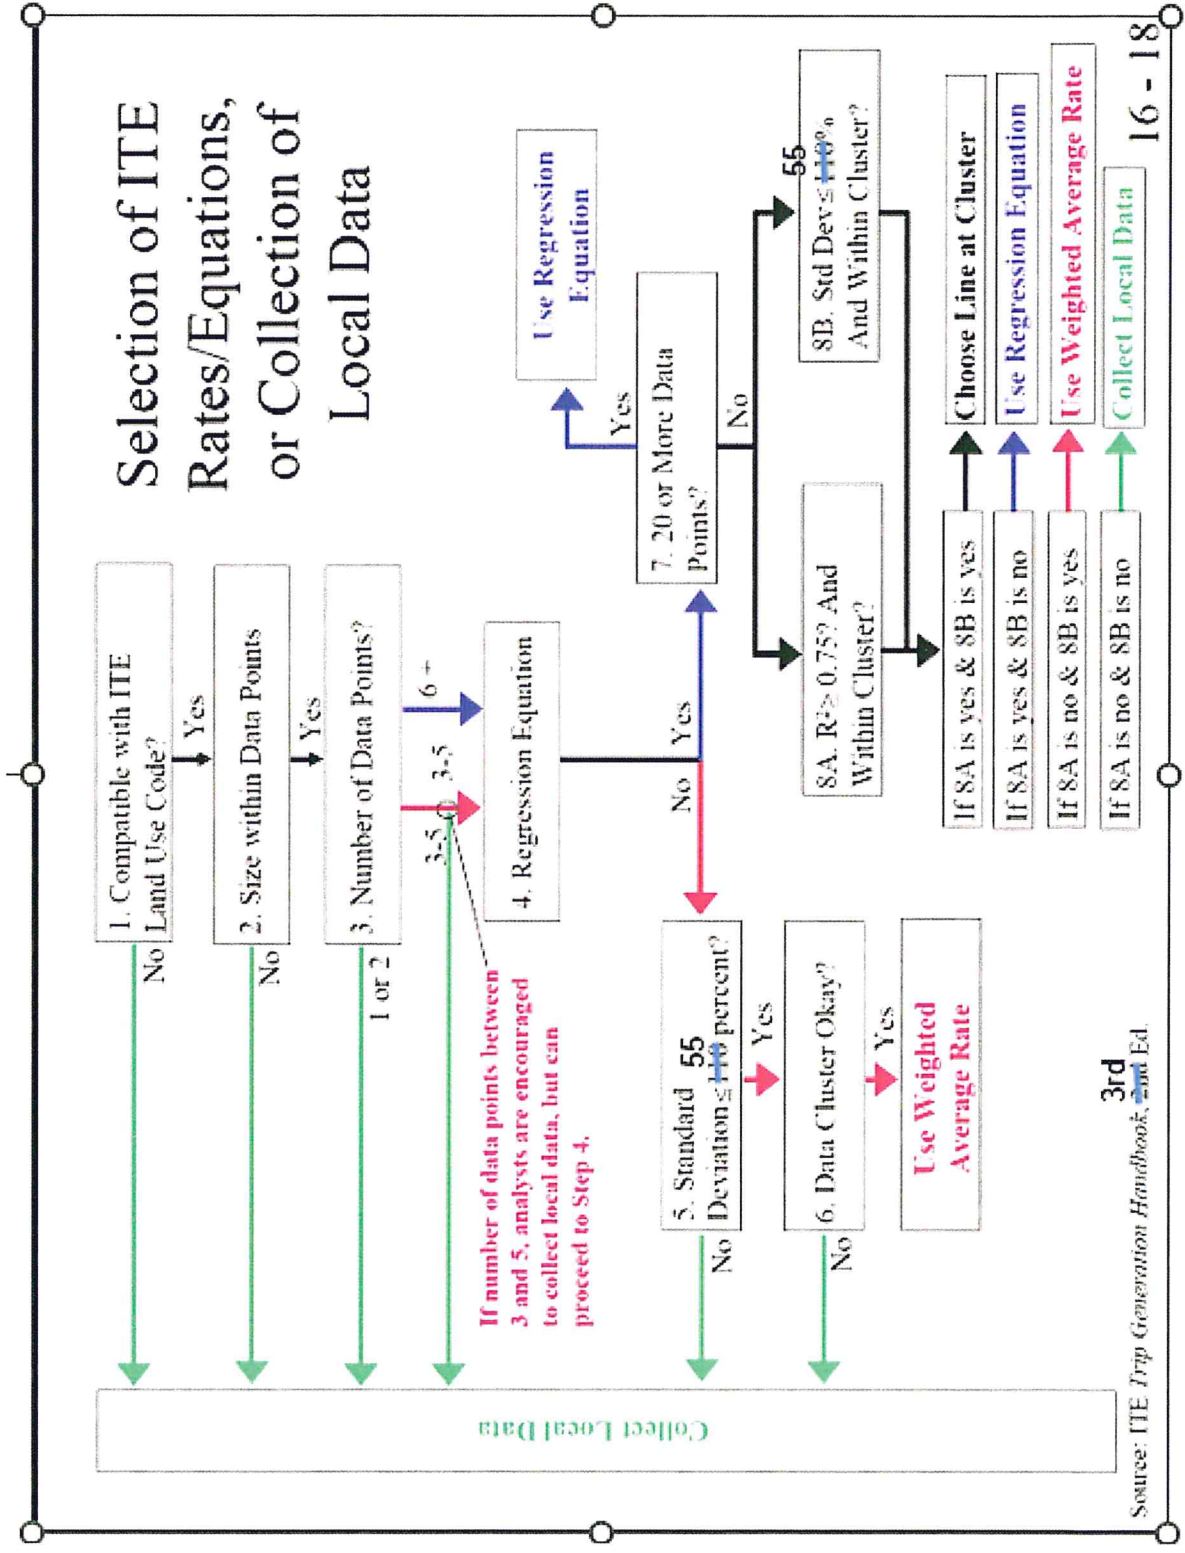 Selection of ITE
Rates/Equations,
or Collection of
Local Data
1. Compatible with ITE
Land Use Code?
No
Yes
2. Size within Data Points
No
Yes
3. Number of Data Points?
1 or 2
3-5
3-5
6 +
If number of data points between
3 and 5, analysts are encouraged
to collect local data, but can
proceed to Step 4.
4. Regression Equation
No
Yes
5. Standard
55
Deviation ≤ 110 percent?
No
Yes
6. Data Cluster Okay?
No
Yes
Use Weighted
Average Rate
7. 20 or More Data
Points?
Yes
Use Regression
Equation
No
8A. R²≥ 0.75? And
Within Cluster?
55
8B. Std Dev ≤ 110%
And Within Cluster?
If 8A is yes & 8B is yes
Choose Line at Cluster
If 8A is yes & 8B is no
Use Regression Equation
If 8A is no & 8B is yes
Use Weighted Average Rate
If 8A is no & 8B is no
Collect Local Data
Collect Local Data
3rd
Source: ITE Trip Generation Handbook, 2nd Ed.
16 - 18